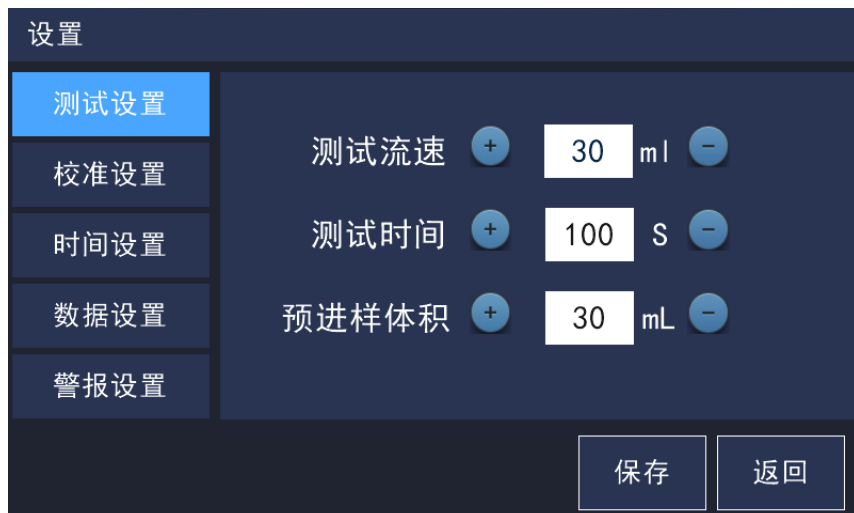 设置
测试设置
校准设置
时间设置
数据设置
警报设置
测试流速 + 30 ml -
测试时间 + 100 S -
预进样体积 + 30 mL -
保存 返回